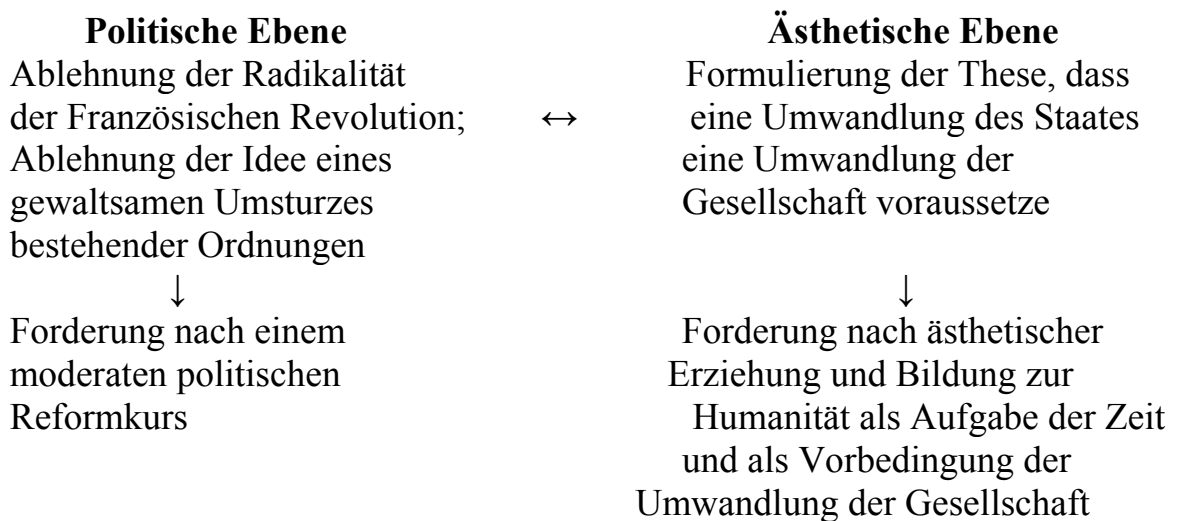 Politische Ebene
Ablehnung der Radikalität
der Französischen Revolution;
Ablehnung der Idee eines
gewaltsamen Umsturzes
bestehender Ordnungen
↓
Forderung nach einem
moderaten politischen
Reformkurs
↔
Ästhetische Ebene
Formulierung der These, dass
eine Umwandlung des Staates
eine Umwandlung der
Gesellschaft voraussetze
↓
Forderung nach ästhetischer
Erziehung und Bildung zur
Humanität als Aufgabe der Zeit
und als Vorbedingung der
Umwandlung der Gesellschaft